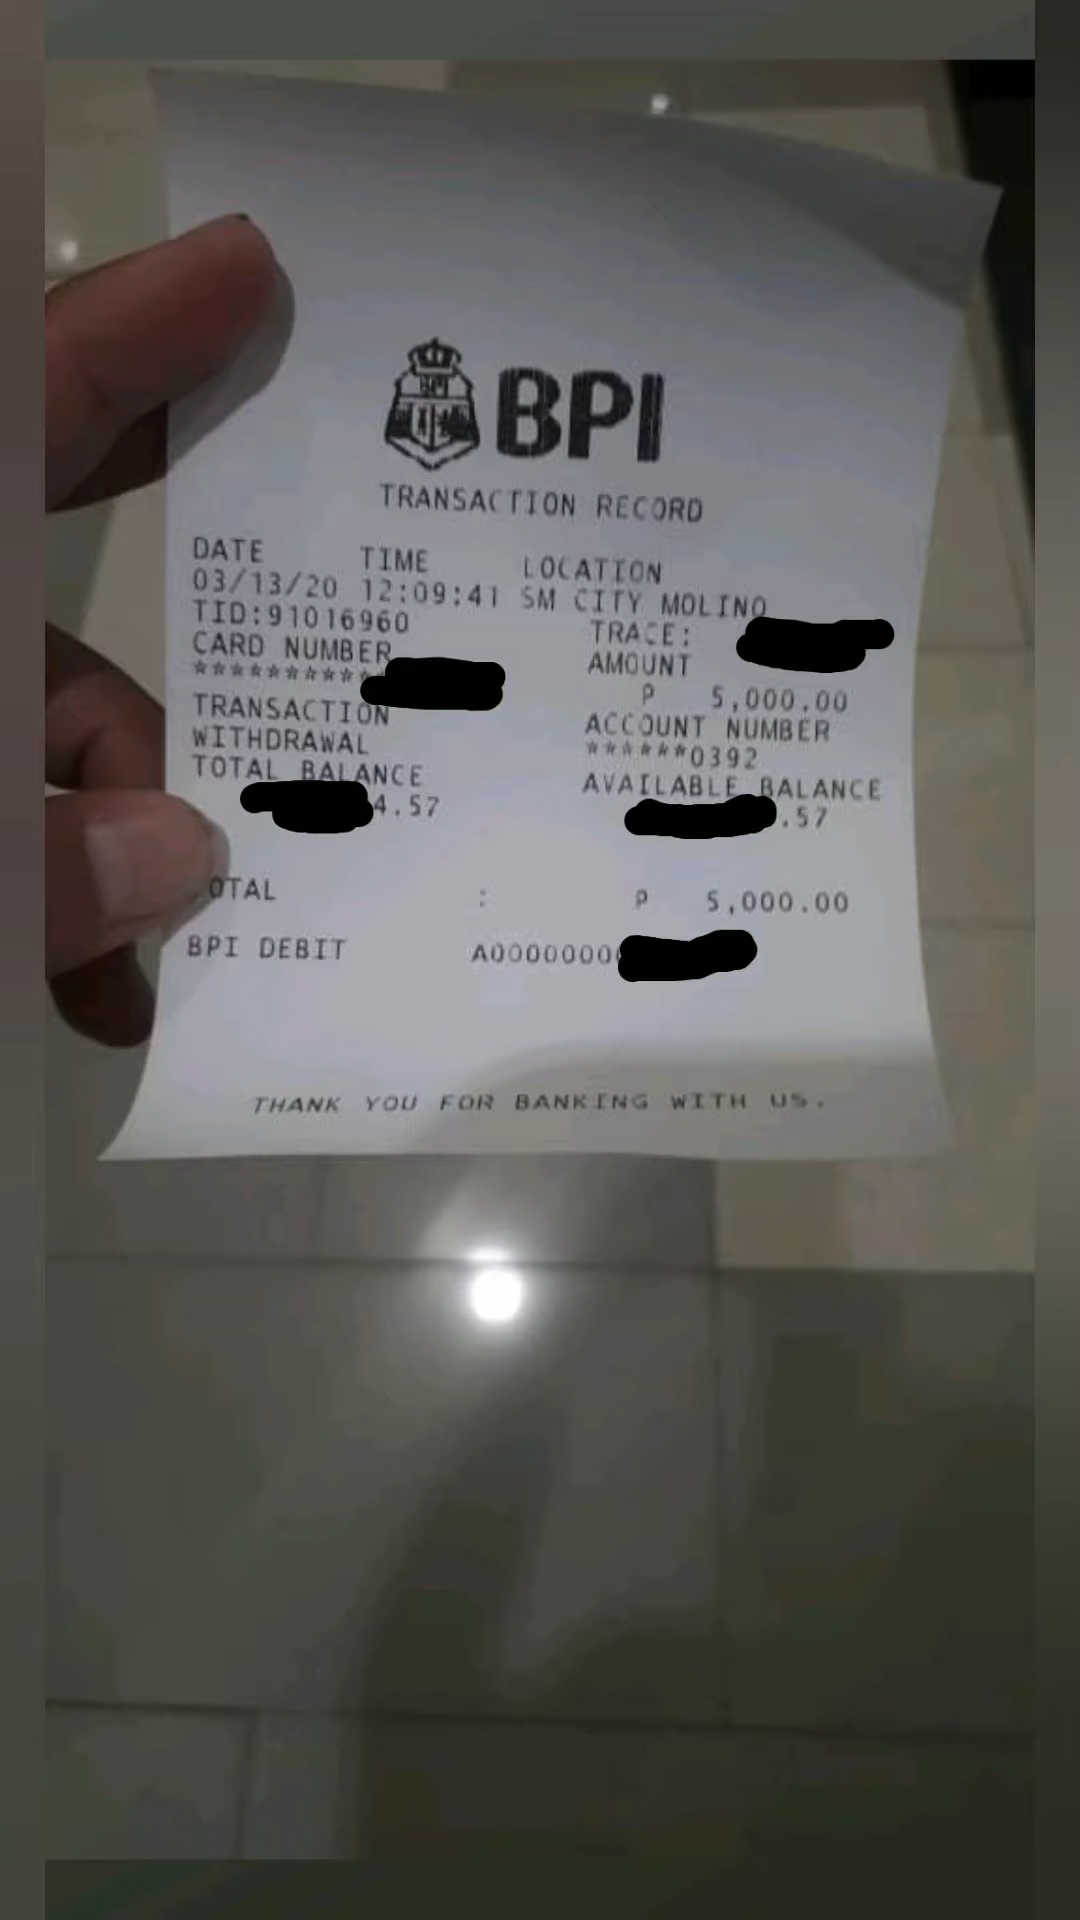 BPI
BPI
TRANSACTION RECORD
DATE TIME LOCATION
03/13/20 12:09:41 SM CITY MOLINO
TID:91016960 TRACE:
CARD NUMBER AMOUNT
*********** P 5,000.00
TRANSACTION ACCOUNT NUMBER
WITHDRAWAL ******0392
TOTAL BALANCE AVAILABLE BALANCE
4.57 .57
OTAL : P 5,000.00
BPI DEBIT A00000000
THANK YOU FOR BANKING WITH US.